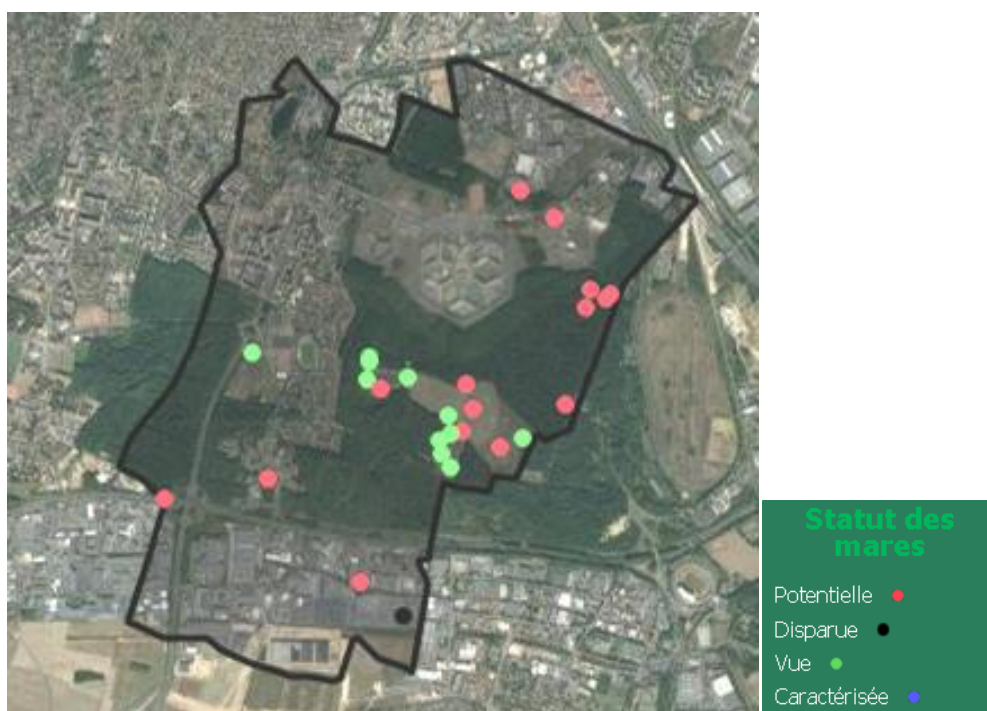 Statut des
mares
Potentielle
Disparue
Vue
Caractérisée